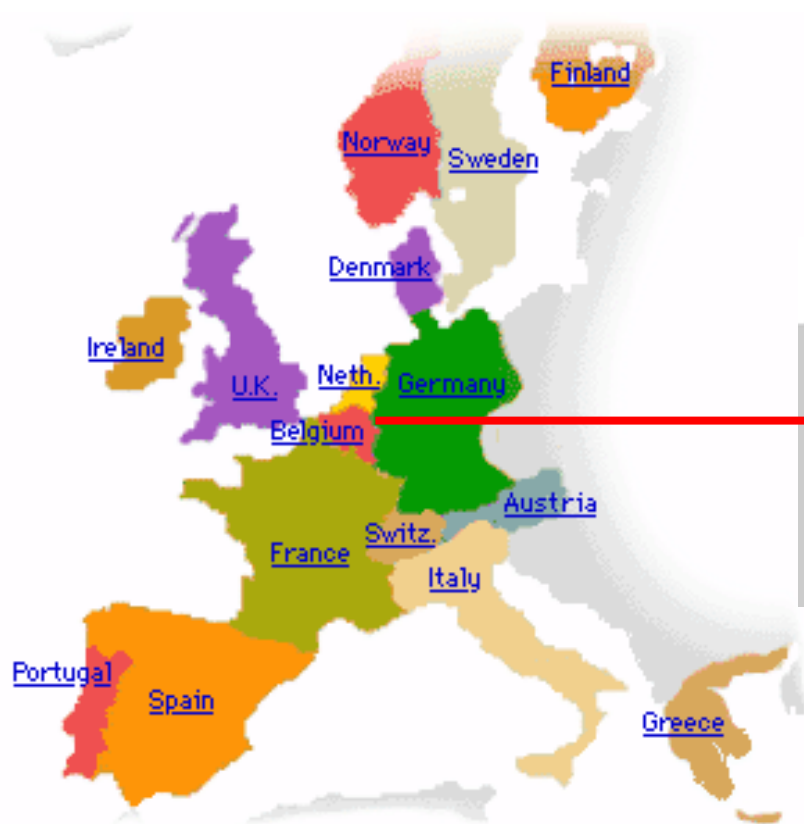 Finland
Norway
Sweden
Denmark
Ireland
Neth.
Germany
U.K.
Belgium
Austria
Switz.
France
Italy
Portugal
Spain
Greece